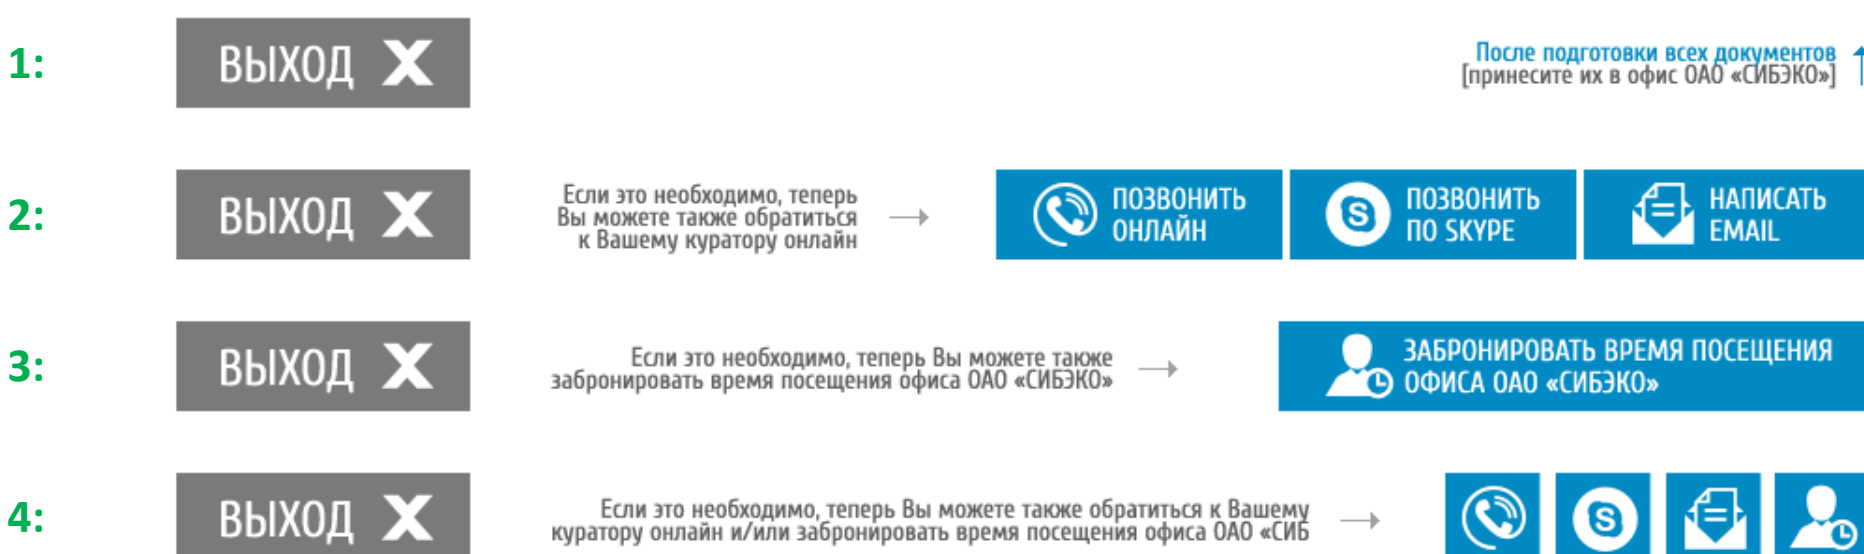 1:
ВЫХОД X
После подготовки всех документов
[принесите их в офис ОАО «СИБЭКО»]
2:
ВЫХОД X
Если это необходимо, теперь
Вы можете также обратиться
к Вашему куратору онлайн
ПОЗВОНИТЬ
ОНЛАЙН
ПОЗВОНИТЬ
ПО SKYPE
НАПИСАТЬ
EMAIL
3:
ВЫХОД X
Если это необходимо, теперь Вы можете также
забронировать время посещения офиса ОАО «СИБЭКО»
ЗАБРОНИРОВАТЬ ВРЕМЯ ПОСЕЩЕНИЯ
ОФИСА ОАО «СИБЭКО»
4:
ВЫХОД X
Если это необходимо, теперь Вы можете также обратиться к Вашему
куратору онлайн и/или забронировать время посещения офиса ОАО «СИБ